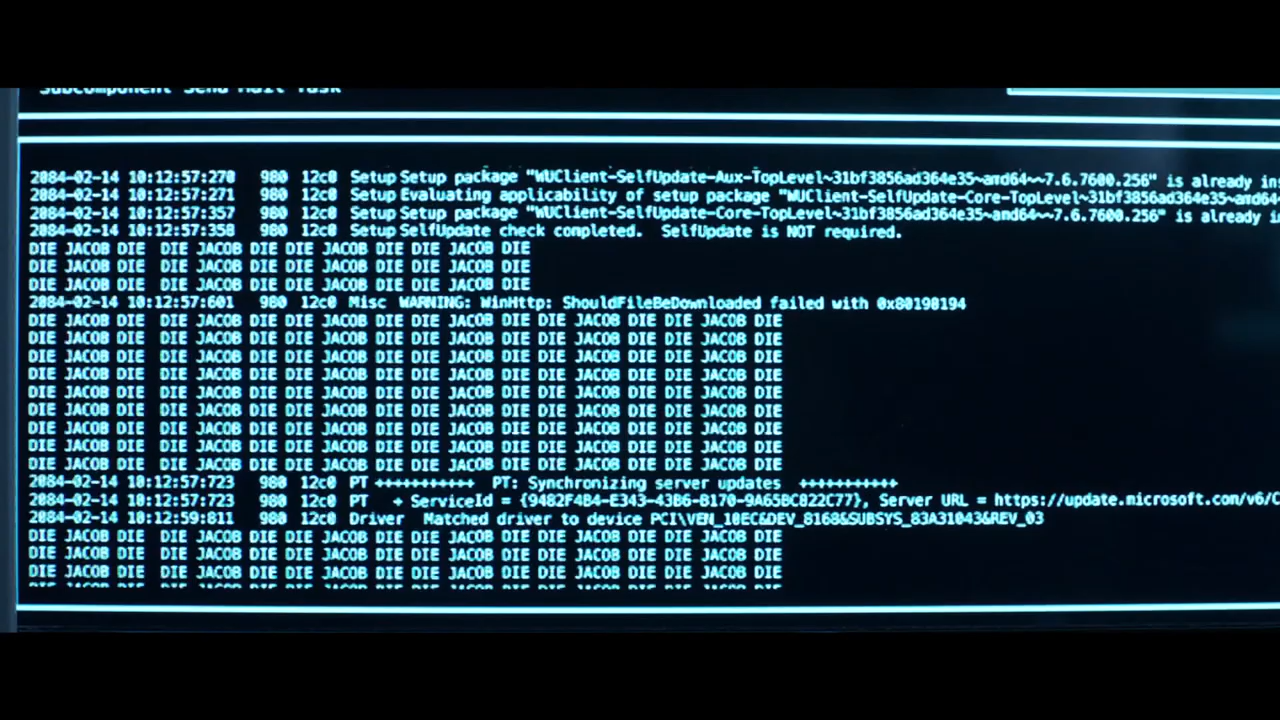 Subcomponent Send Mail Task
2084-02-14 10:12:57:270 980 12c0 Setup Setup package "WUClient-SelfUpdate-Aux-TopLevel~31bf3856ad364e35~amd64~~7.6.7600.256" is already ins
2084-02-14 10:12:57:271 980 12c0 Setup Evaluating applicability of setup package "WUClient-SelfUpdate-Core-TopLevel~31bf3856ad364e35~amd64
2084-02-14 10:12:57:357 980 12c0 Setup Setup package "WUClient-SelfUpdate-Core-TopLevel~31bf3856ad364e35~amd64~~7.6.7600.256" is already i
2084-02-14 10:12:57:358 980 12c0 Setup SelfUpdate check completed. SelfUpdate is NOT required.
DIE JACOB DIE DIE JACOB DIE DIE JACOB DIE DIE JACOB DIE
DIE JACOB DIE DIE JACOB DIE DIE JACOB DIE DIE JACOB DIE
DIE JACOB DIE DIE JACOB DIE DIE JACOB DIE DIE JACOB DIE
2084-02-14 10:12:57:601 980 12c0 Misc WARNING: WinHttp: ShouldFileBeDownloaded failed with 0x80190194
DIE JACOB DIE DIE JACOB DIE DIE JACOB DIE DIE JACOB DIE DIE JACOB DIE DIE JACOB DIE
DIE JACOB DIE DIE JACOB DIE DIE JACOB DIE DIE JACOB DIE DIE JACOB DIE DIE JACOB DIE
DIE JACOB DIE DIE JACOB DIE DIE JACOB DIE DIE JACOB DIE DIE JACOB DIE DIE JACOB DIE
DIE JACOB DIE DIE JACOB DIE DIE JACOB DIE DIE JACOB DIE DIE JACOB DIE DIE JACOB DIE
DIE JACOB DIE DIE JACOB DIE DIE JACOB DIE DIE JACOB DIE DIE JACOB DIE DIE JACOB DIE
DIE JACOB DIE DIE JACOB DIE DIE JACOB DIE DIE JACOB DIE DIE JACOB DIE DIE JACOB DIE
DIE JACOB DIE DIE JACOB DIE DIE JACOB DIE DIE JACOB DIE DIE JACOB DIE DIE JACOB DIE
DIE JACOB DIE DIE JACOB DIE DIE JACOB DIE DIE JACOB DIE DIE JACOB DIE DIE JACOB DIE
DIE JACOB DIE DIE JACOB DIE DIE JACOB DIE DIE JACOB DIE DIE JACOB DIE DIE JACOB DIE
2084-02-14 10:12:57:723 980 12c0 PT +++++++++++ PT: Synchronizing server updates +++++++++++
2084-02-14 10:12:57:723 980 12c0 PT + ServiceId = {9482F4B4-E343-43B6-B170-9A65BC822C77}, Server URL = https://update.microsoft.com/v6/C
2084-02-14 10:12:59:811 980 12c0 Driver Matched driver to device PCI\VEN_10EC&DEV_8168&SUBSYS_83A31043&REV_03
DIE JACOB DIE DIE JACOB DIE DIE JACOB DIE DIE JACOB DIE DIE JACOB DIE DIE JACOB DIE
DIE JACOB DIE DIE JACOB DIE DIE JACOB DIE DIE JACOB DIE DIE JACOB DIE DIE JACOB DIE
DIE JACOB DIE DIE JACOB DIE DIE JACOB DIE DIE JACOB DIE DIE JACOB DIE DIE JACOB DIE